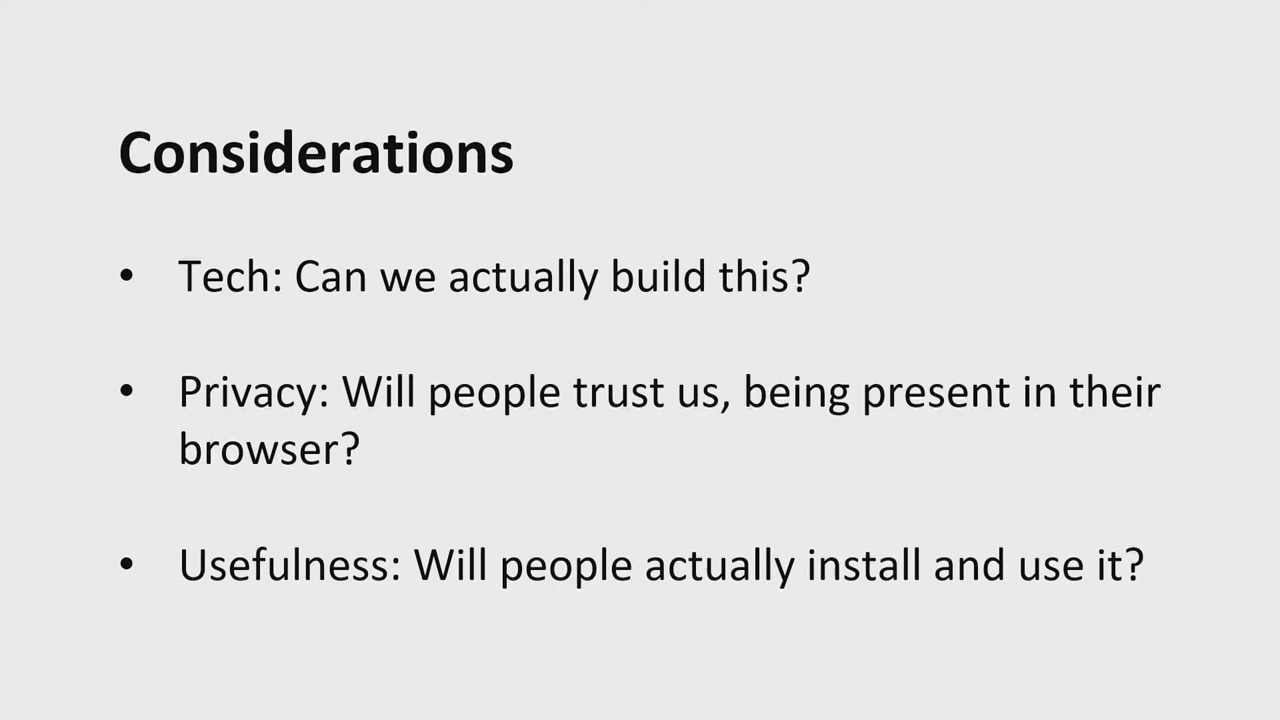 Considerations
• Tech: Can we actually build this?
• Privacy: Will people trust us, being present in their
browser?
• Usefulness: Will people actually install and use it?